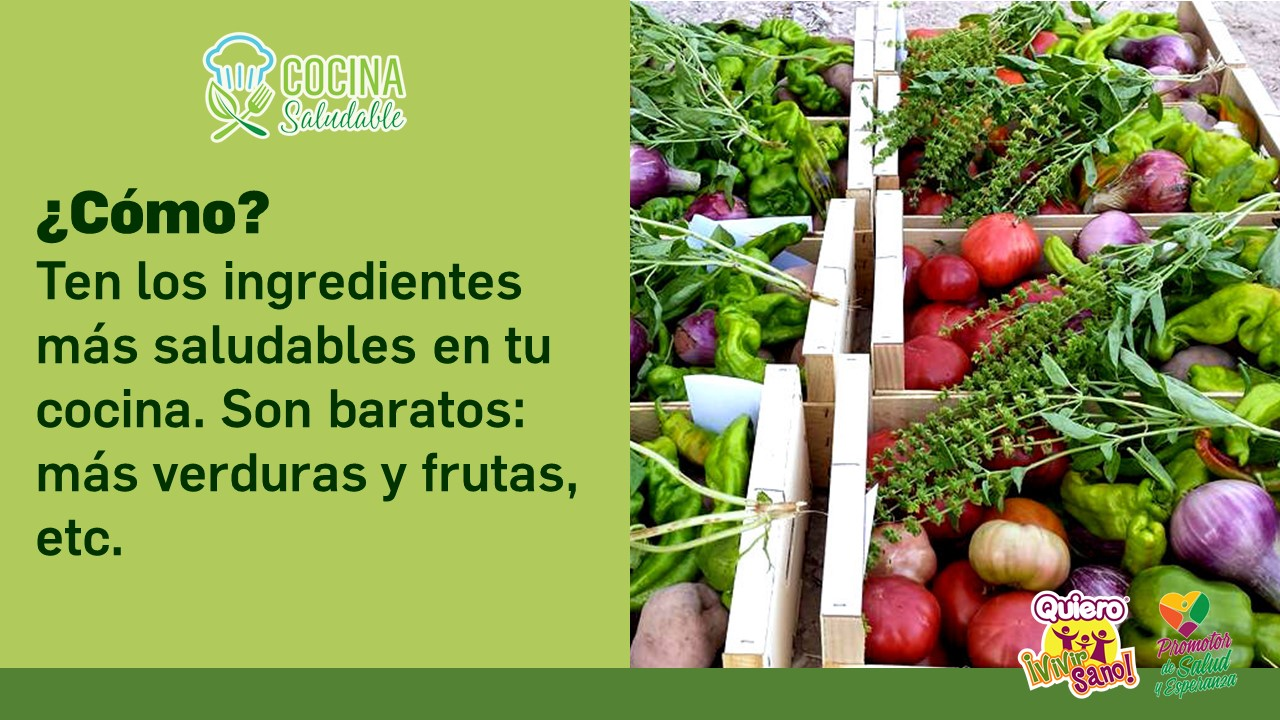 COCINA
Saludable
¿Cómo?
Ten los ingredientes
más saludables en tu
cocina. Son baratos:
más verduras y frutas,
etc.
Quiero
¡Vivir
Sano!
Promotor
de Salud
y Esperanza